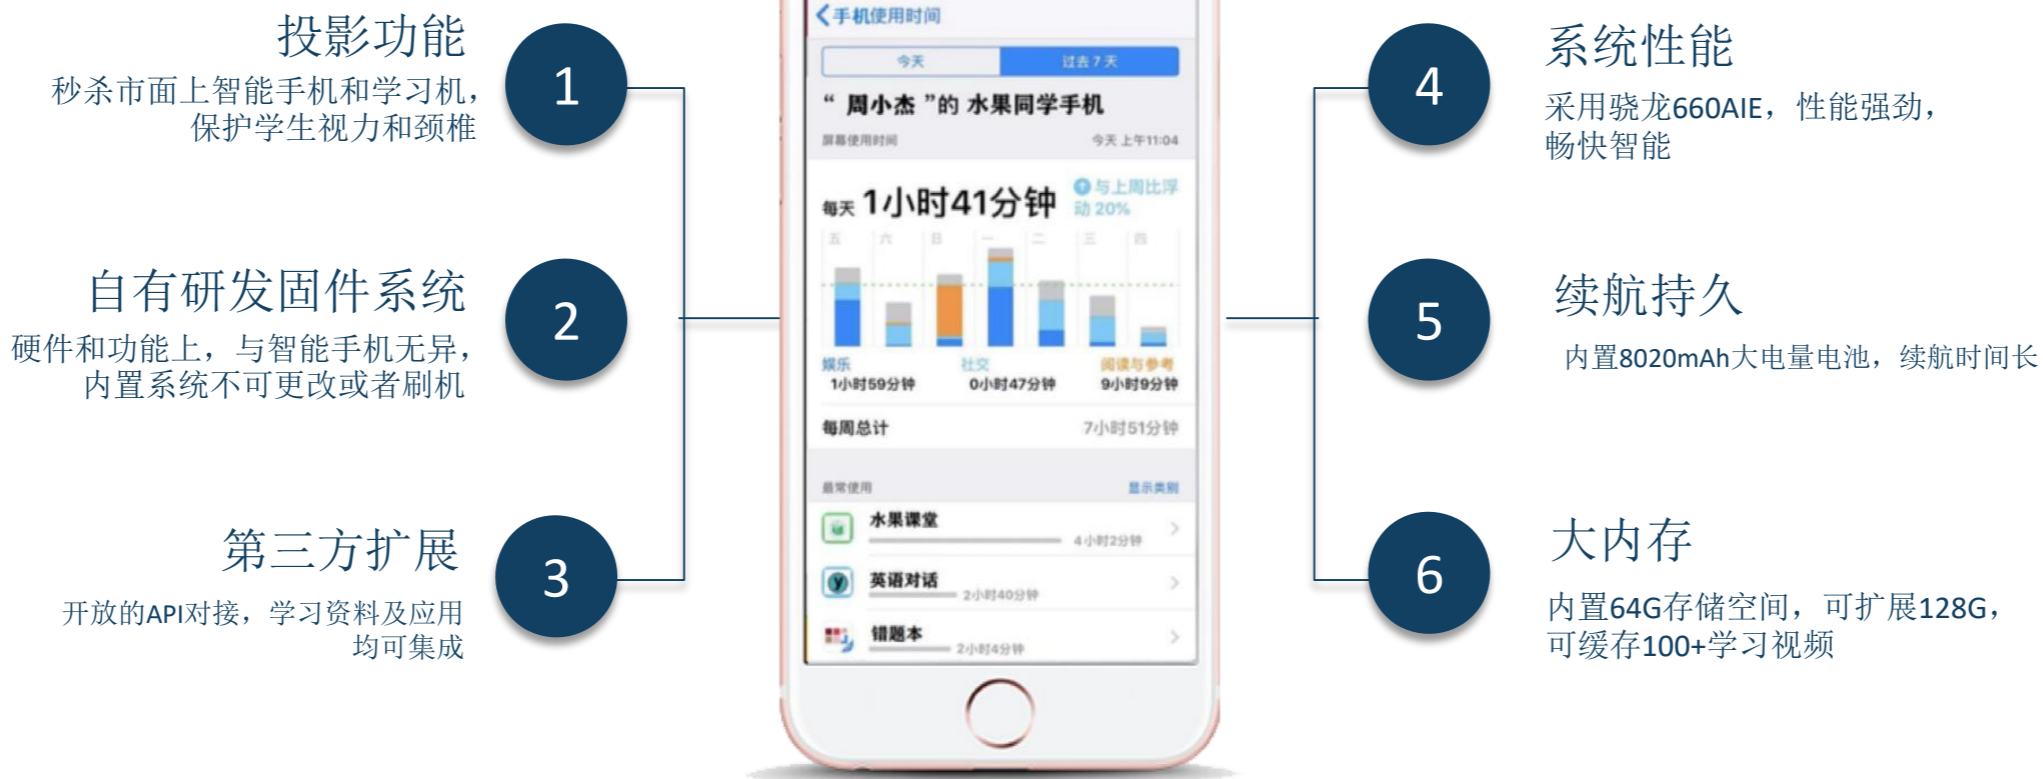 投影功能
秒杀市面上智能手机和学习机，
保护学生视力和颈椎
1
自有研发固件系统
硬件和功能上，与智能手机无异，
内置系统不可更改或者刷机
2
第三方扩展
开放的API对接，学习资料及应用
均可集成
3
手机使用时间
今天 过去7天
“ 周小杰 ”的 水果同学手机
屏幕使用时间 今天 上午11:04
每天 1小时41分钟
与上周比浮
动 20%
五 六 日 一 二 三 四
娱乐 社交 阅读与参考
1小时59分钟 0小时47分钟 9小时9分钟
每周总计 7小时51分钟
最常使用 显示类别
水果课堂
4小时2分钟
英语对话
2小时40分钟
错题本
2小时4分钟
4
系统性能
采用骁龙660AIE，性能强劲，
畅快智能
5
续航持久
内置8020mAh大电量电池，续航时间长
6
大内存
内置64G存储空间，可扩展128G，
可缓存100+学习视频